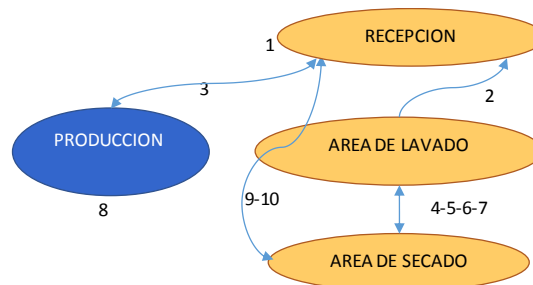 RECEPCION
1
3
2
PRODUCCION
AREA DE LAVADO
8
9-10
4-5-6-7
AREA DE SECADO